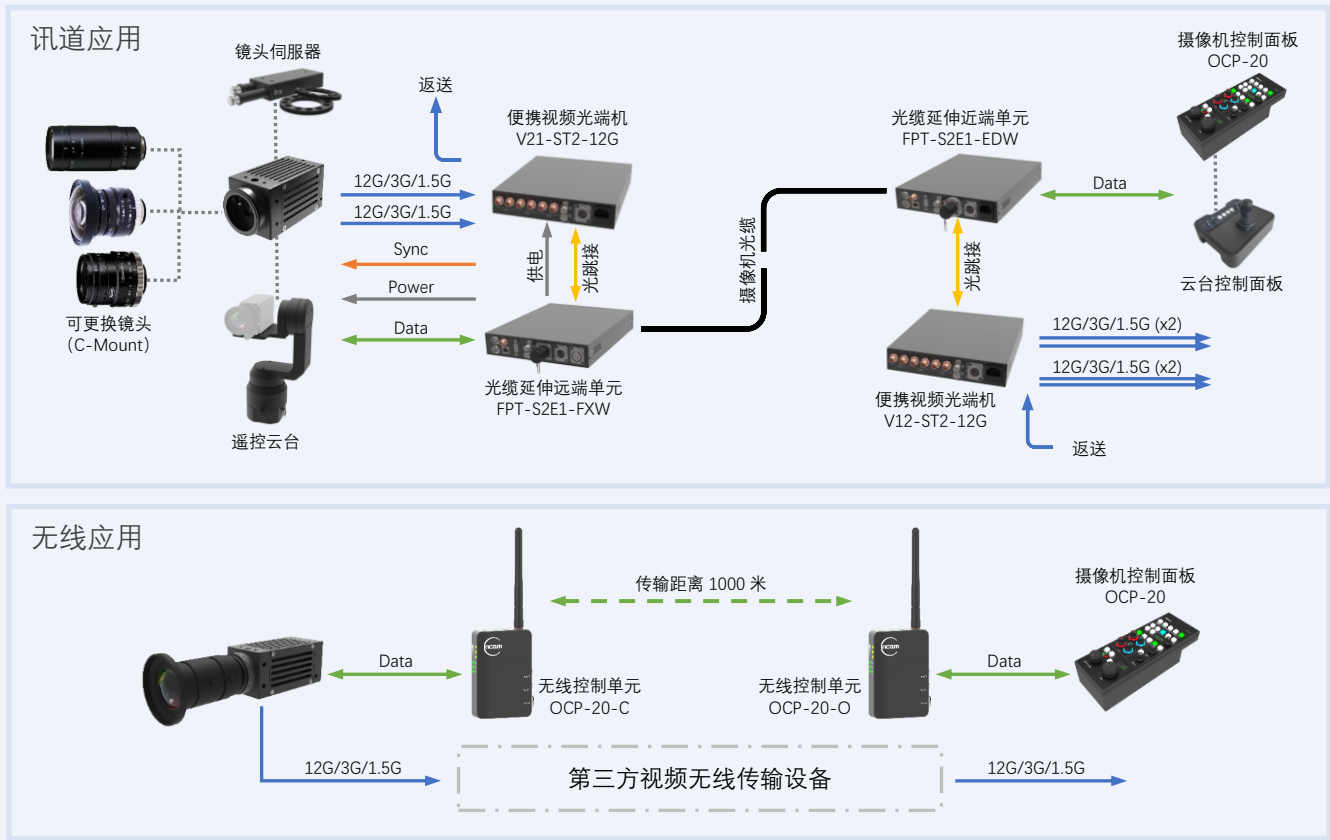 讯道应用
镜头伺服器
返送
便携视频光端机
V21-ST2-12G
光缆延伸近端单元
FPT-S2E1-EDW
摄像机控制面板
OCP-20
12G/3G/1.5G
12G/3G/1.5G
Sync
Power
Data
供电
光跳接
摄像机光缆
Data
光跳接
云台控制面板
可更换镜头
(C-Mount)
遥控云台
光缆延伸远端单元
FPT-S2E1-FXW
12G/3G/1.5G (x2)
12G/3G/1.5G (x2)
便携视频光端机
V12-ST2-12G
返送
无线应用
传输距离 1000 米
摄像机控制面板
OCP-20
ncam
ncam
Data
Data
无线控制单元
OCP-20-C
无线控制单元
OCP-20-O
12G/3G/1.5G
第三方视频无线传输设备
12G/3G/1.5G